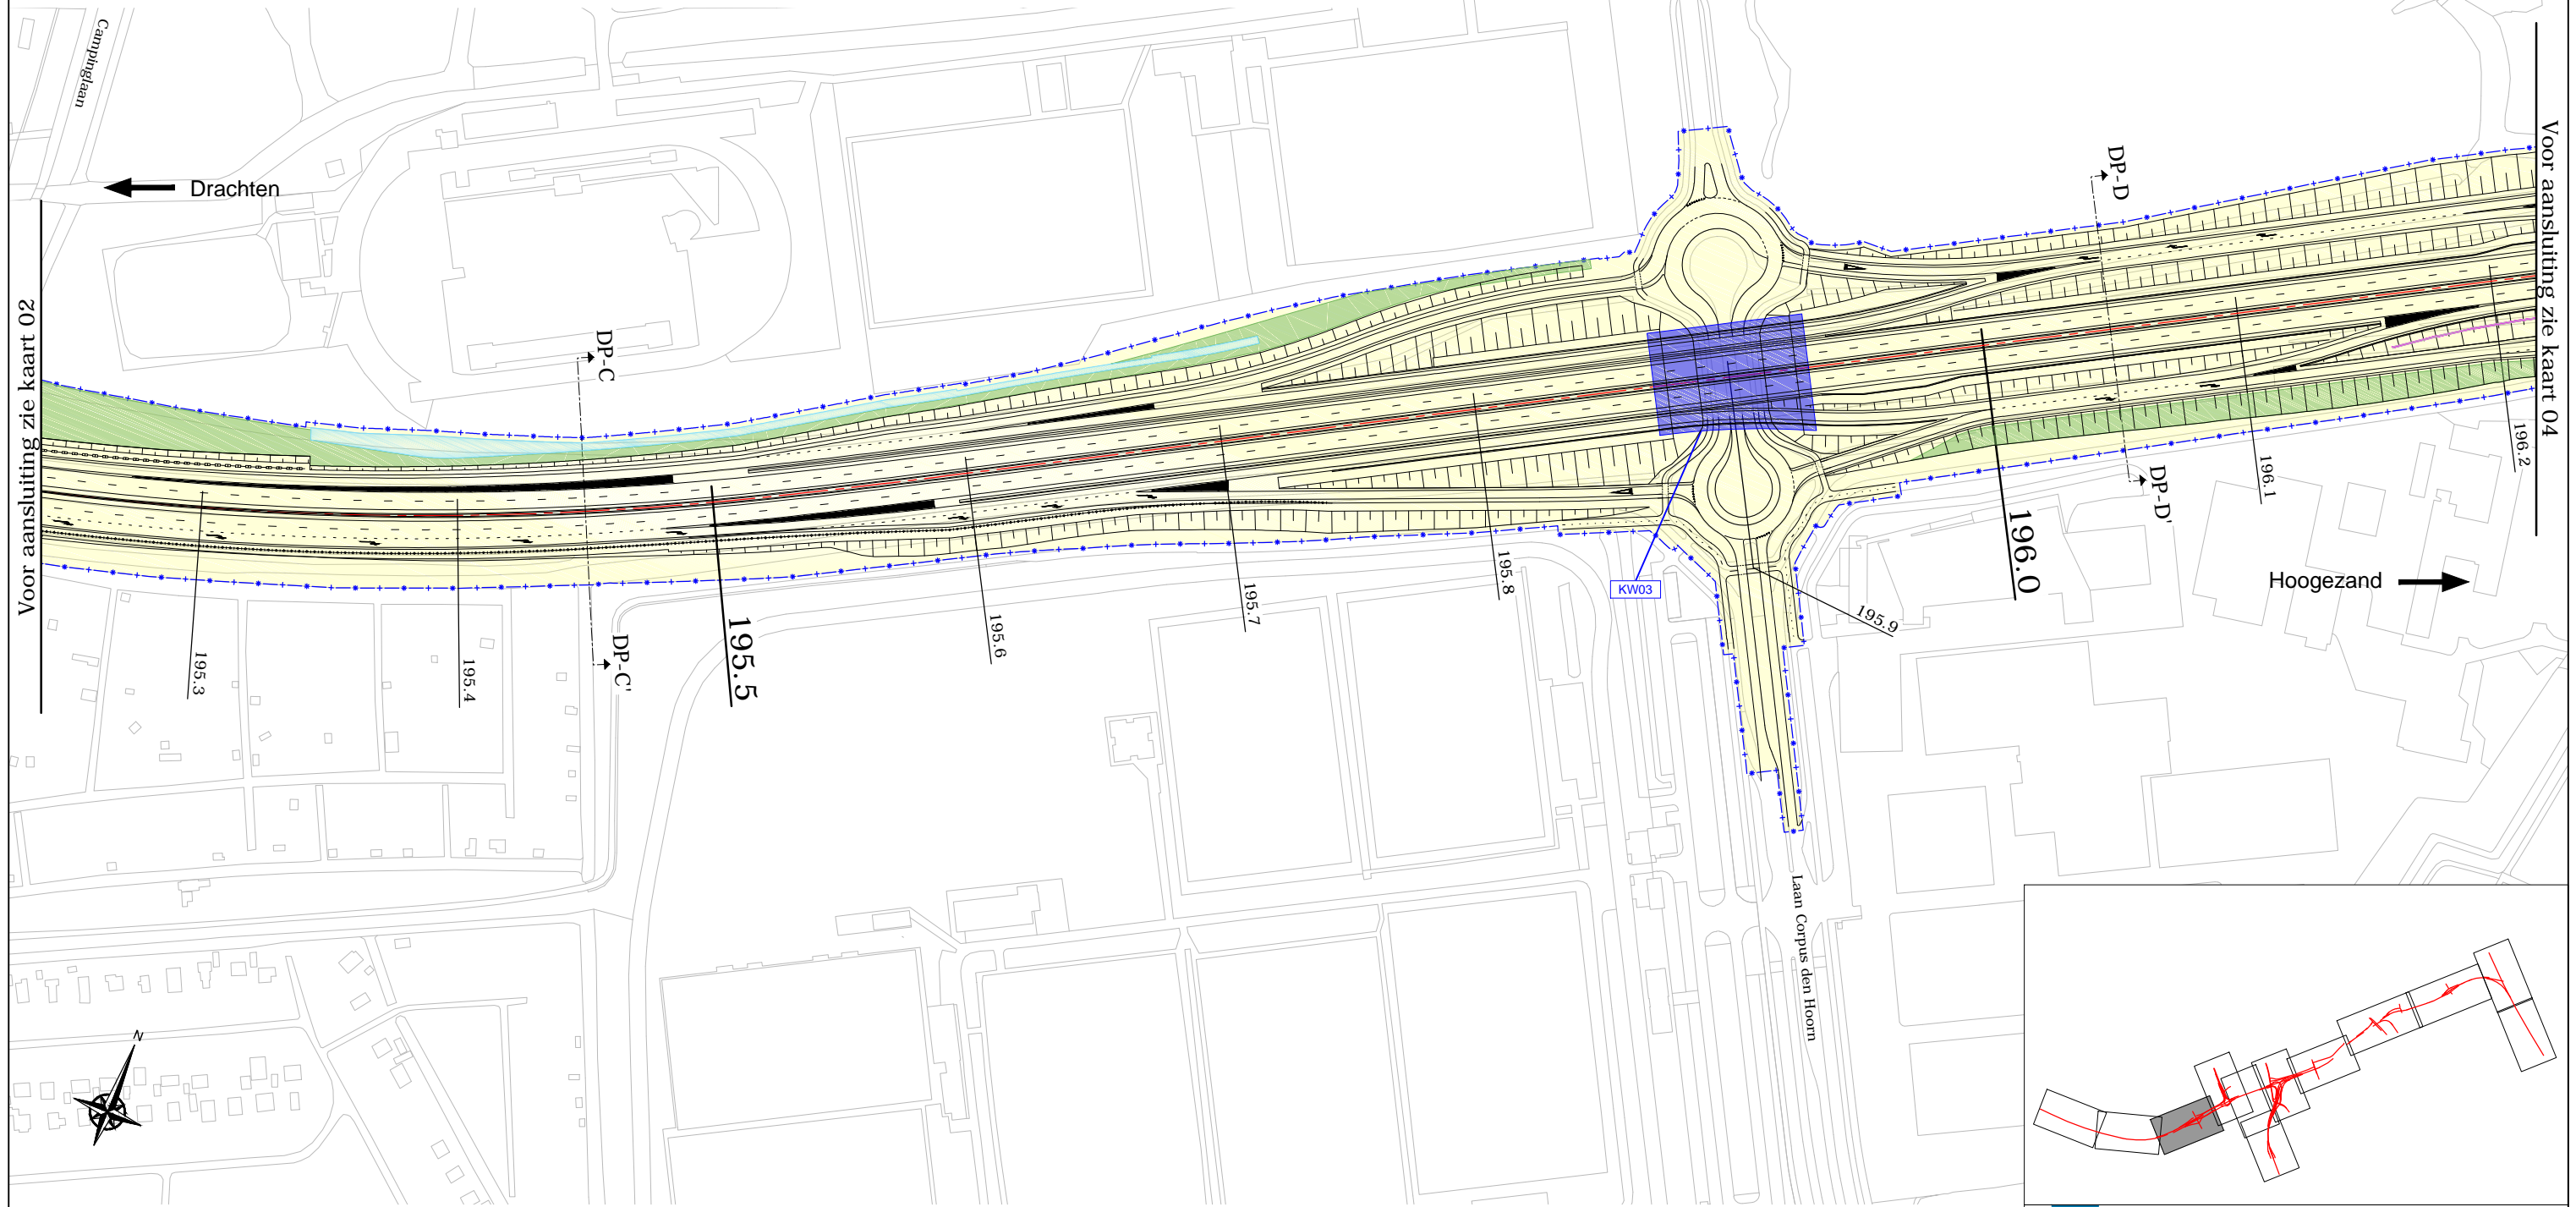 Campinglaan
Drachten
Voor aansluiting zie kaart 02
DP-C
DP-C'
195.3
195.4
195.5
195.6
195.7
195.8
KW03
195.9
196.0
DP-D
DP-D'
196.1
196.2
Voor aansluiting zie kaart 04
Hoogezand
Laan Corpus den Hoorn
N